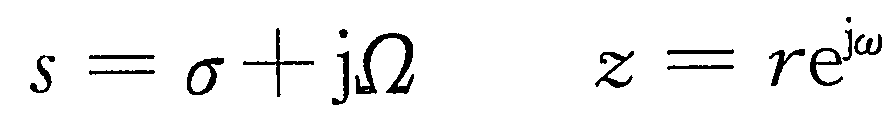 s = σ + jΩ z = re^{jω}